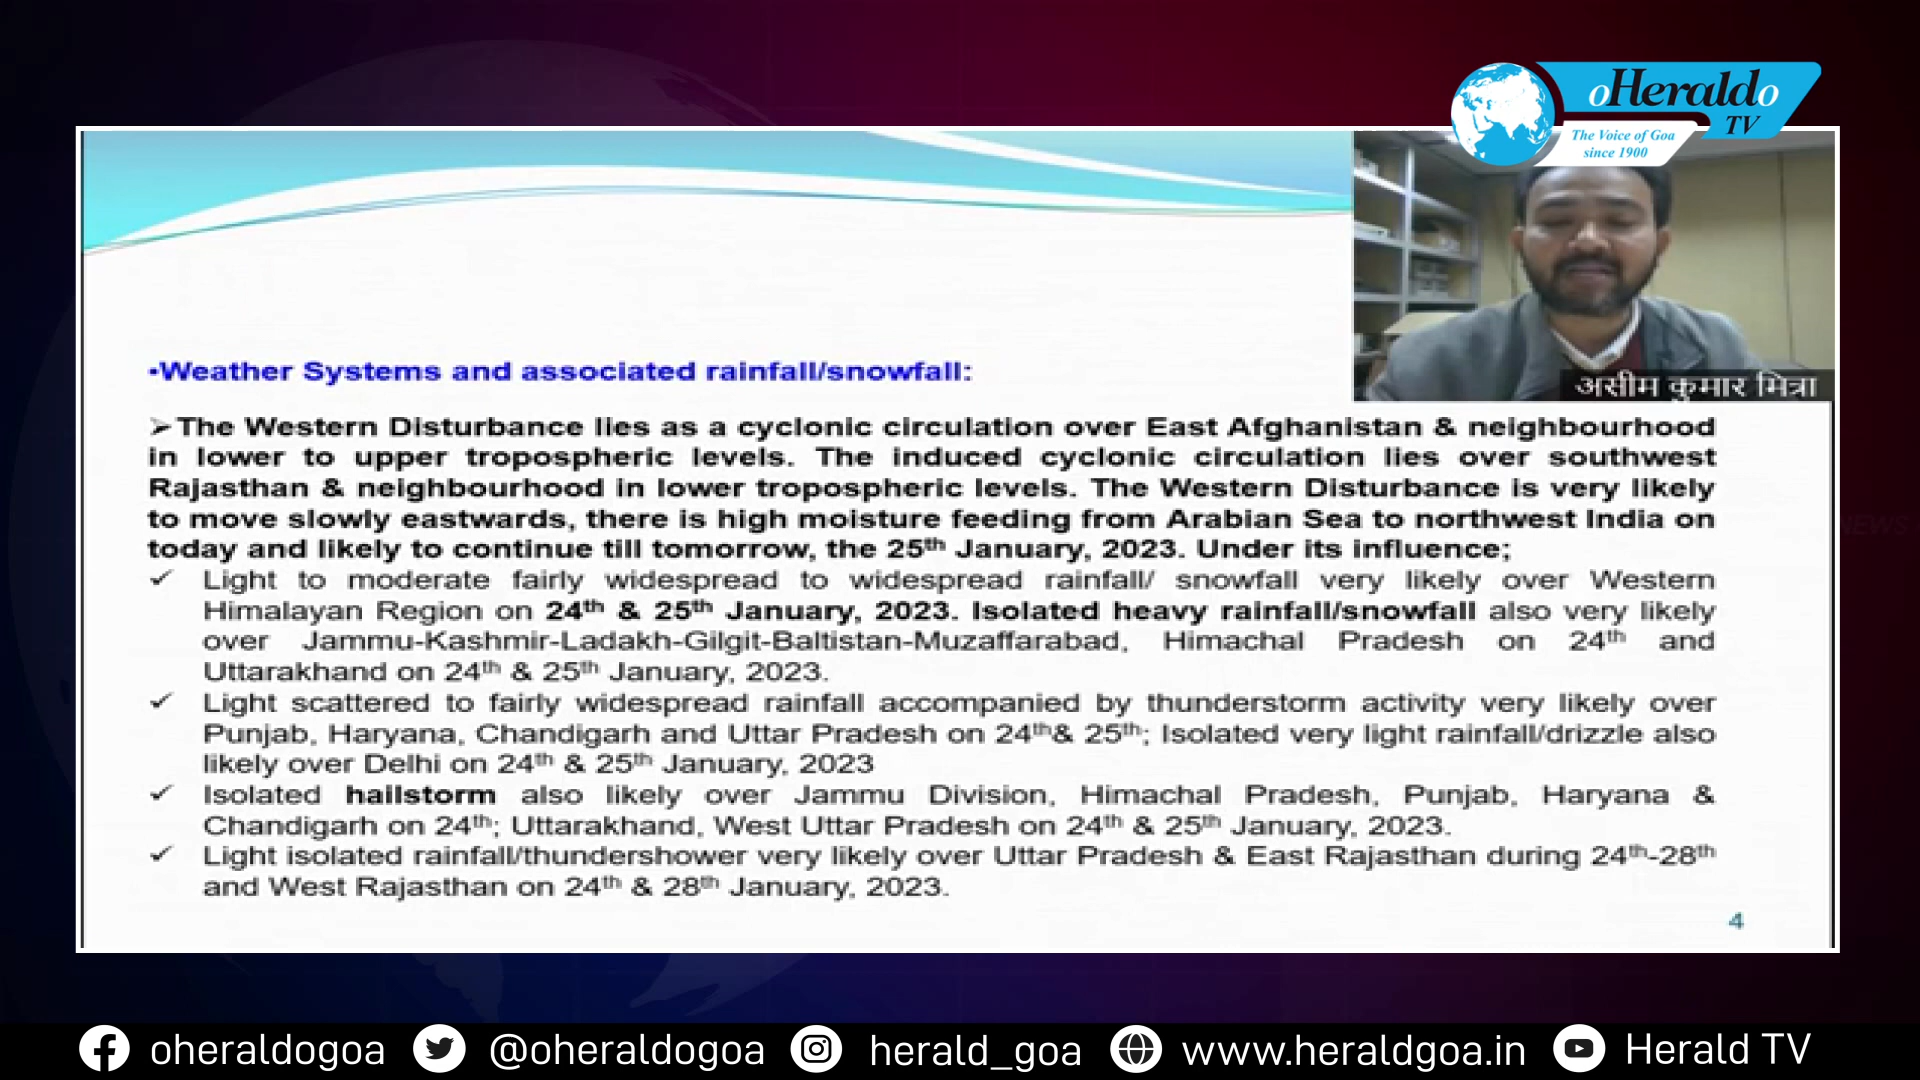 oHeraldo
TV
The Voice of Goa
since 1900
असीम कुमार मित्रा
•Weather Systems and associated rainfall/snowfall:
➢The Western Disturbance lies as a cyclonic circulation over East Afghanistan & neighbourhood
in lower to upper tropospheric levels. The induced cyclonic circulation lies over southwest
Rajasthan & neighbourhood in lower tropospheric levels. The Western Disturbance is very likely
to move slowly eastwards, there is high moisture feeding from Arabian Sea to northwest India on
today and likely to continue till tomorrow, the 25th January, 2023. Under its influence;
✓ Light to moderate fairly widespread to widespread rainfall/ snowfall very likely over Western
Himalayan Region on 24th & 25th January, 2023. Isolated heavy rainfall/snowfall also very likely
over Jammu-Kashmir-Ladakh-Gilgit-Baltistan-Muzaffarabad, Himachal Pradesh on 24th and
Uttarakhand on 24th & 25th January, 2023.
✓ Light scattered to fairly widespread rainfall accompanied by thunderstorm activity very likely over
Punjab, Haryana, Chandigarh and Uttar Pradesh on 24th& 25th; Isolated very light rainfall/drizzle also
likely over Delhi on 24th & 25th January, 2023
✓ Isolated hailstorm also likely over Jammu Division, Himachal Pradesh, Punjab, Haryana &
Chandigarh on 24th; Uttarakhand, West Uttar Pradesh on 24th & 25th January, 2023.
✓ Light isolated rainfall/thundershower very likely over Uttar Pradesh & East Rajasthan during 24th-28th
and West Rajasthan on 24th & 28th January, 2023.
4
NEWS
oheraldogoa @oheraldogoa herald_goa www.heraldgoa.in Herald TV